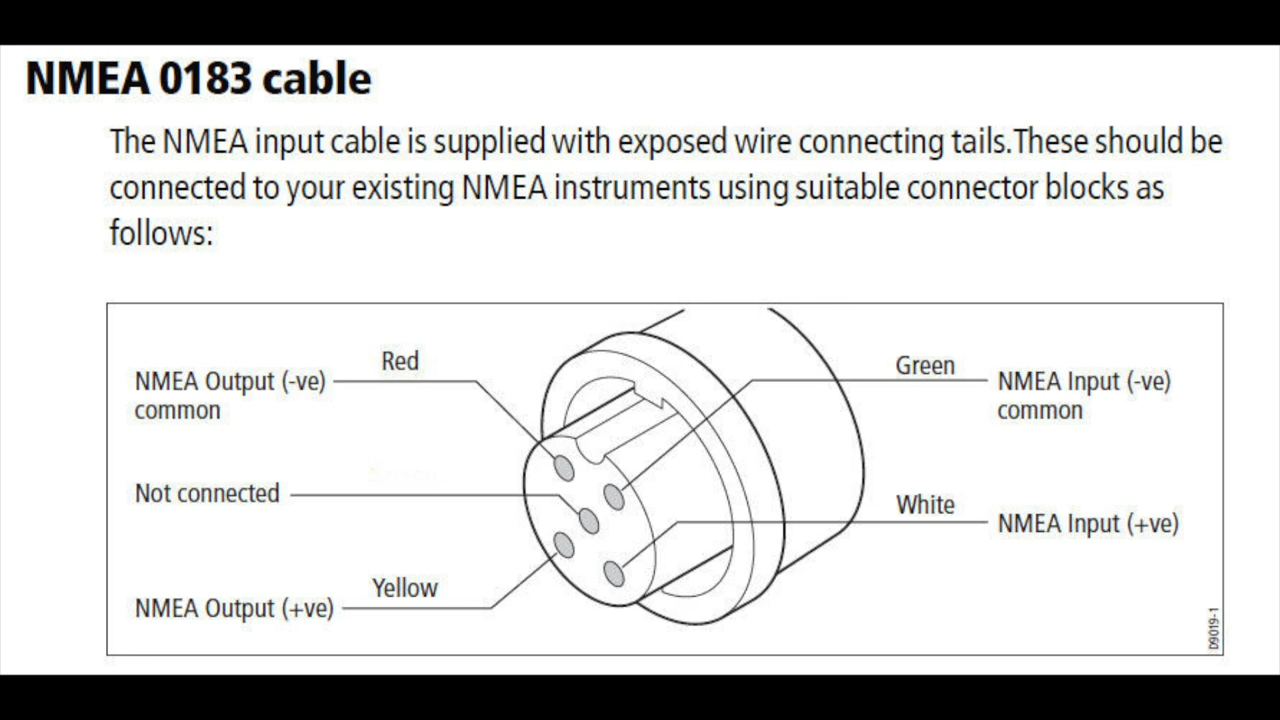 NMEA 0183 cable
The NMEA input cable is supplied with exposed wire connecting tails.These should be
connected to your existing NMEA instruments using suitable connector blocks as
follows:
Red
NMEA Output (-ve)
common
Green
NMEA Input (-ve)
common
Not connected
White
NMEA Input (+ve)
Yellow
NMEA Output (+ve)
D9019-1